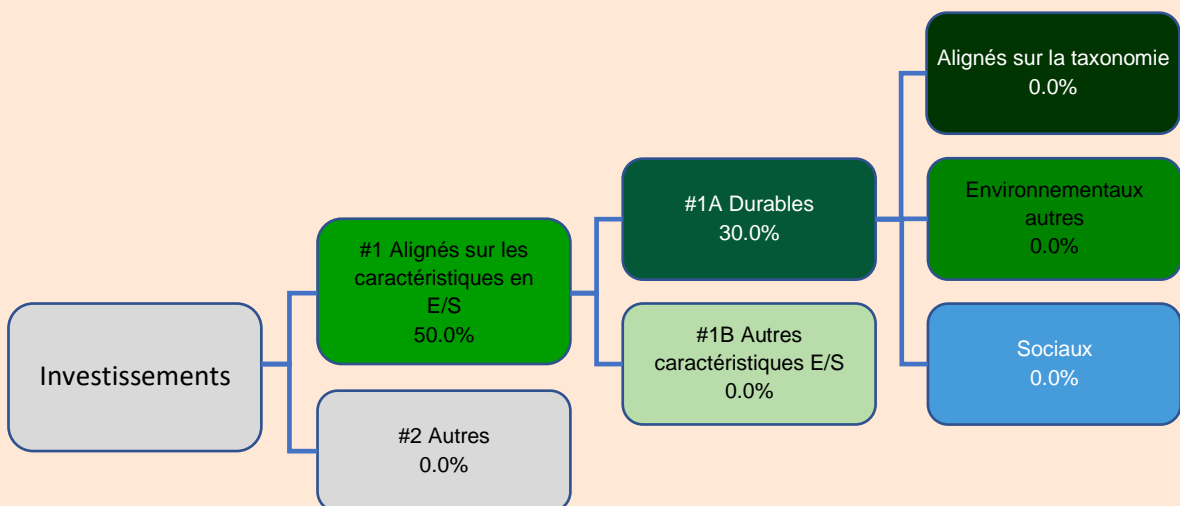 Investissements
#1 Alignés sur les
caractéristiques en
E/S
50.0%
#2 Autres
0.0%
#1A Durables
30.0%
#1B Autres
caractéristiques E/S
0.0%
Alignés sur la taxonomie
0.0%
Environnementaux
autres
0.0%
Sociaux
0.0%